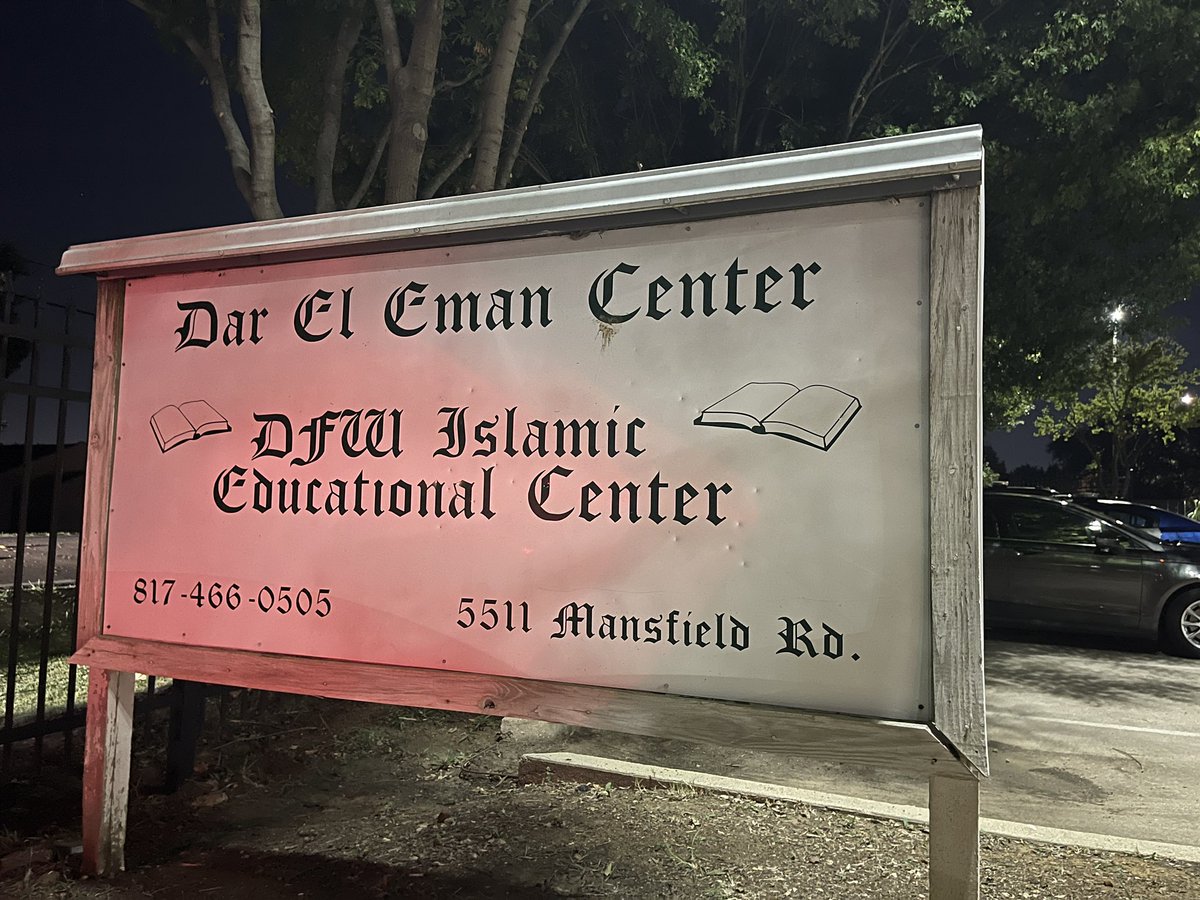 Dar El Eman Center
DFW Islamic
Educational Center
817-466-0505
5511 Mansfield Rd.